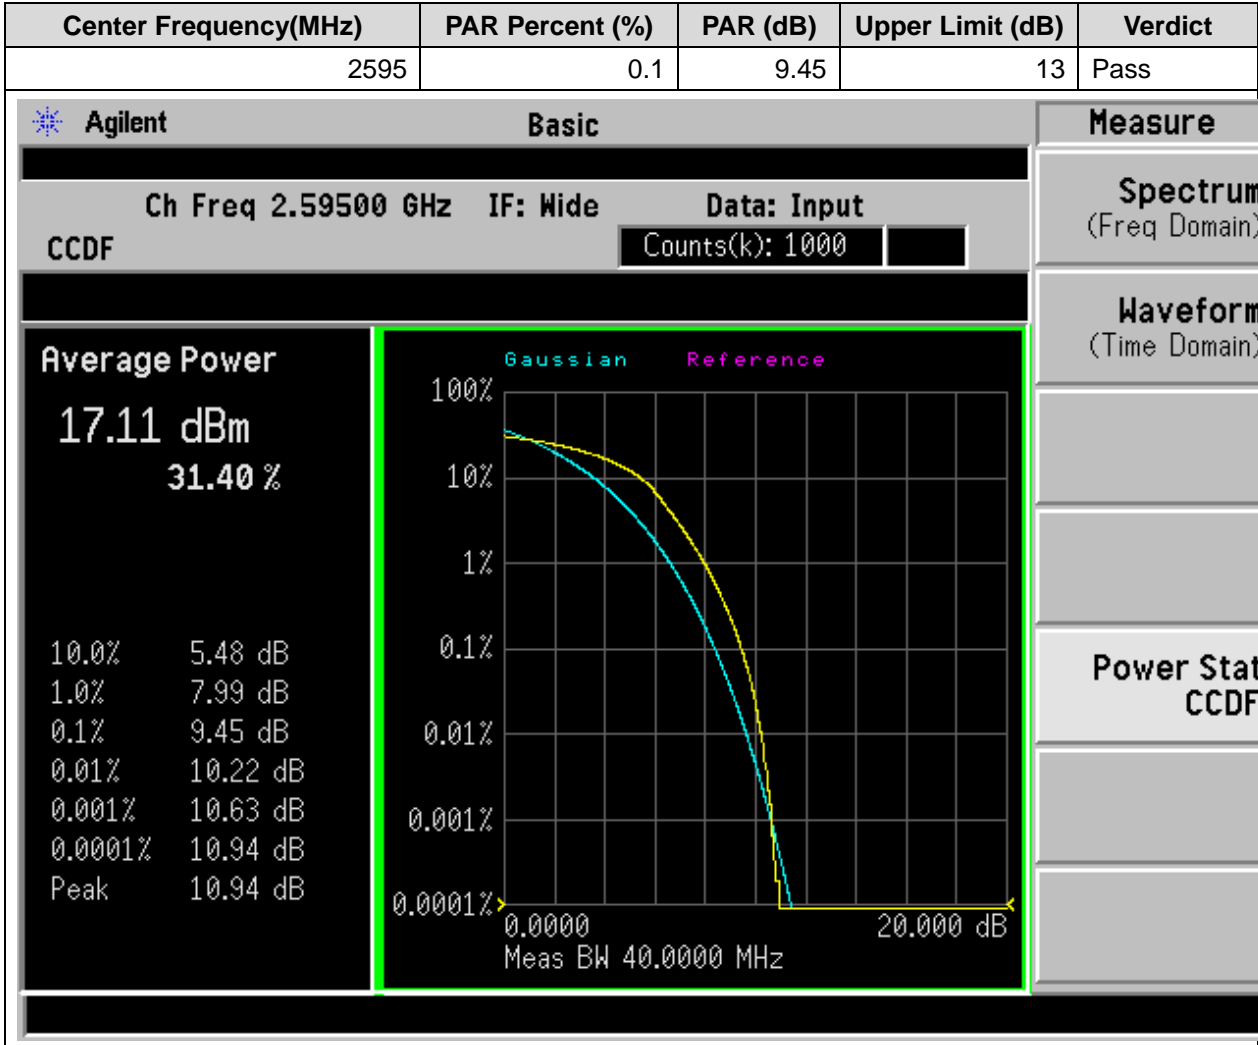 Center Frequency(MHz) PAR Percent (%) PAR (dB) Upper Limit (dB) Verdict
2595 0.1 9.45 13 Pass
Agilent Basic Measure
Ch Freq 2.59500 GHz IF: Wide Data: Input
CCDF Counts(k): 1000
Spectrum
(Freq Domain)
Waveform
(Time Domain)
Power Stat
CCDF
Average Power
17.11 dBm
31.40 %
10.0% 5.48 dB
1.0% 7.99 dB
0.1% 9.45 dB
0.01% 10.22 dB
0.001% 10.63 dB
0.0001% 10.94 dB
Peak 10.94 dB
Gaussian Reference
100%
10%
1%
0.1%
0.01%
0.001%
0.0001%
0.0000 20.000 dB
Meas BW 40.0000 MHz